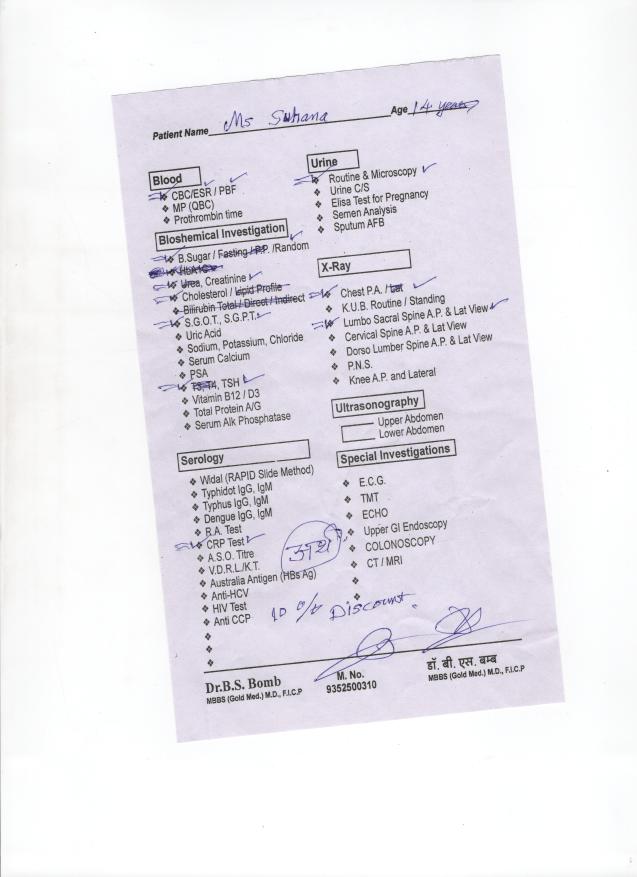 Patient Name Ms Suhana Age 14 years
Blood
❖ CBC/ESR / PBF
❖ MP (QBC)
❖ Prothrombin time
Bioshemical Investigation
❖ B.Sugar / Fasting / P.P. /Random
❖ HbA1C
❖ Urea, Creatinine
❖ Cholesterol / Lipid Profile
❖ Bilirubin Total / Direct / Indirect
❖ S.G.O.T., S.G.P.T.
❖ Uric Acid
❖ Sodium, Potassium, Chloride
❖ Serum Calcium
❖ PSA
❖ T3, T4, TSH
❖ Vitamin B12 / D3
❖ Total Protein A/G
❖ Serum Alk Phosphatase
Serology
❖ Widal (RAPID Slide Method)
❖ Typhidot IgG, IgM
❖ Typhus IgG, IgM
❖ Dengue IgG, IgM
❖ R.A. Test
❖ CRP Test
❖ A.S.O. Titre
❖ V.D.R.L./K.T.
❖ Australia Antigen (HBs Ag)
❖ Anti-HCV
❖ HIV Test
❖ Anti CCP
Urine
❖ Routine & Microscopy
❖ Urine C/S
❖ Elisa Test for Pregnancy
❖ Semen Analysis
❖ Sputum AFB
X-Ray
❖ Chest P.A. / Lat
❖ K.U.B. Routine / Standing
❖ Lumbo Sacral Spine A.P. & Lat View
❖ Cervical Spine A.P. & Lat View
❖ Dorso Lumber Spine A.P. & Lat View
❖ P.N.S.
❖ Knee A.P. and Lateral
Ultrasonography
Upper Abdomen
Lower Abdomen
Special Investigations
❖ E.C.G.
❖ TMT
❖ ECHO
❖ Upper GI Endoscopy
❖ COLONOSCOPY
❖ CT / MRI
अर्थ
10 % Discount.
Dr.B.S. Bomb
MBBS (Gold Med.) M.D., F.I.C.P
M. No.
9352500310
डॉ. बी. एस. बम्ब
MBBS (Gold Med.) M.D., F.I.C.P